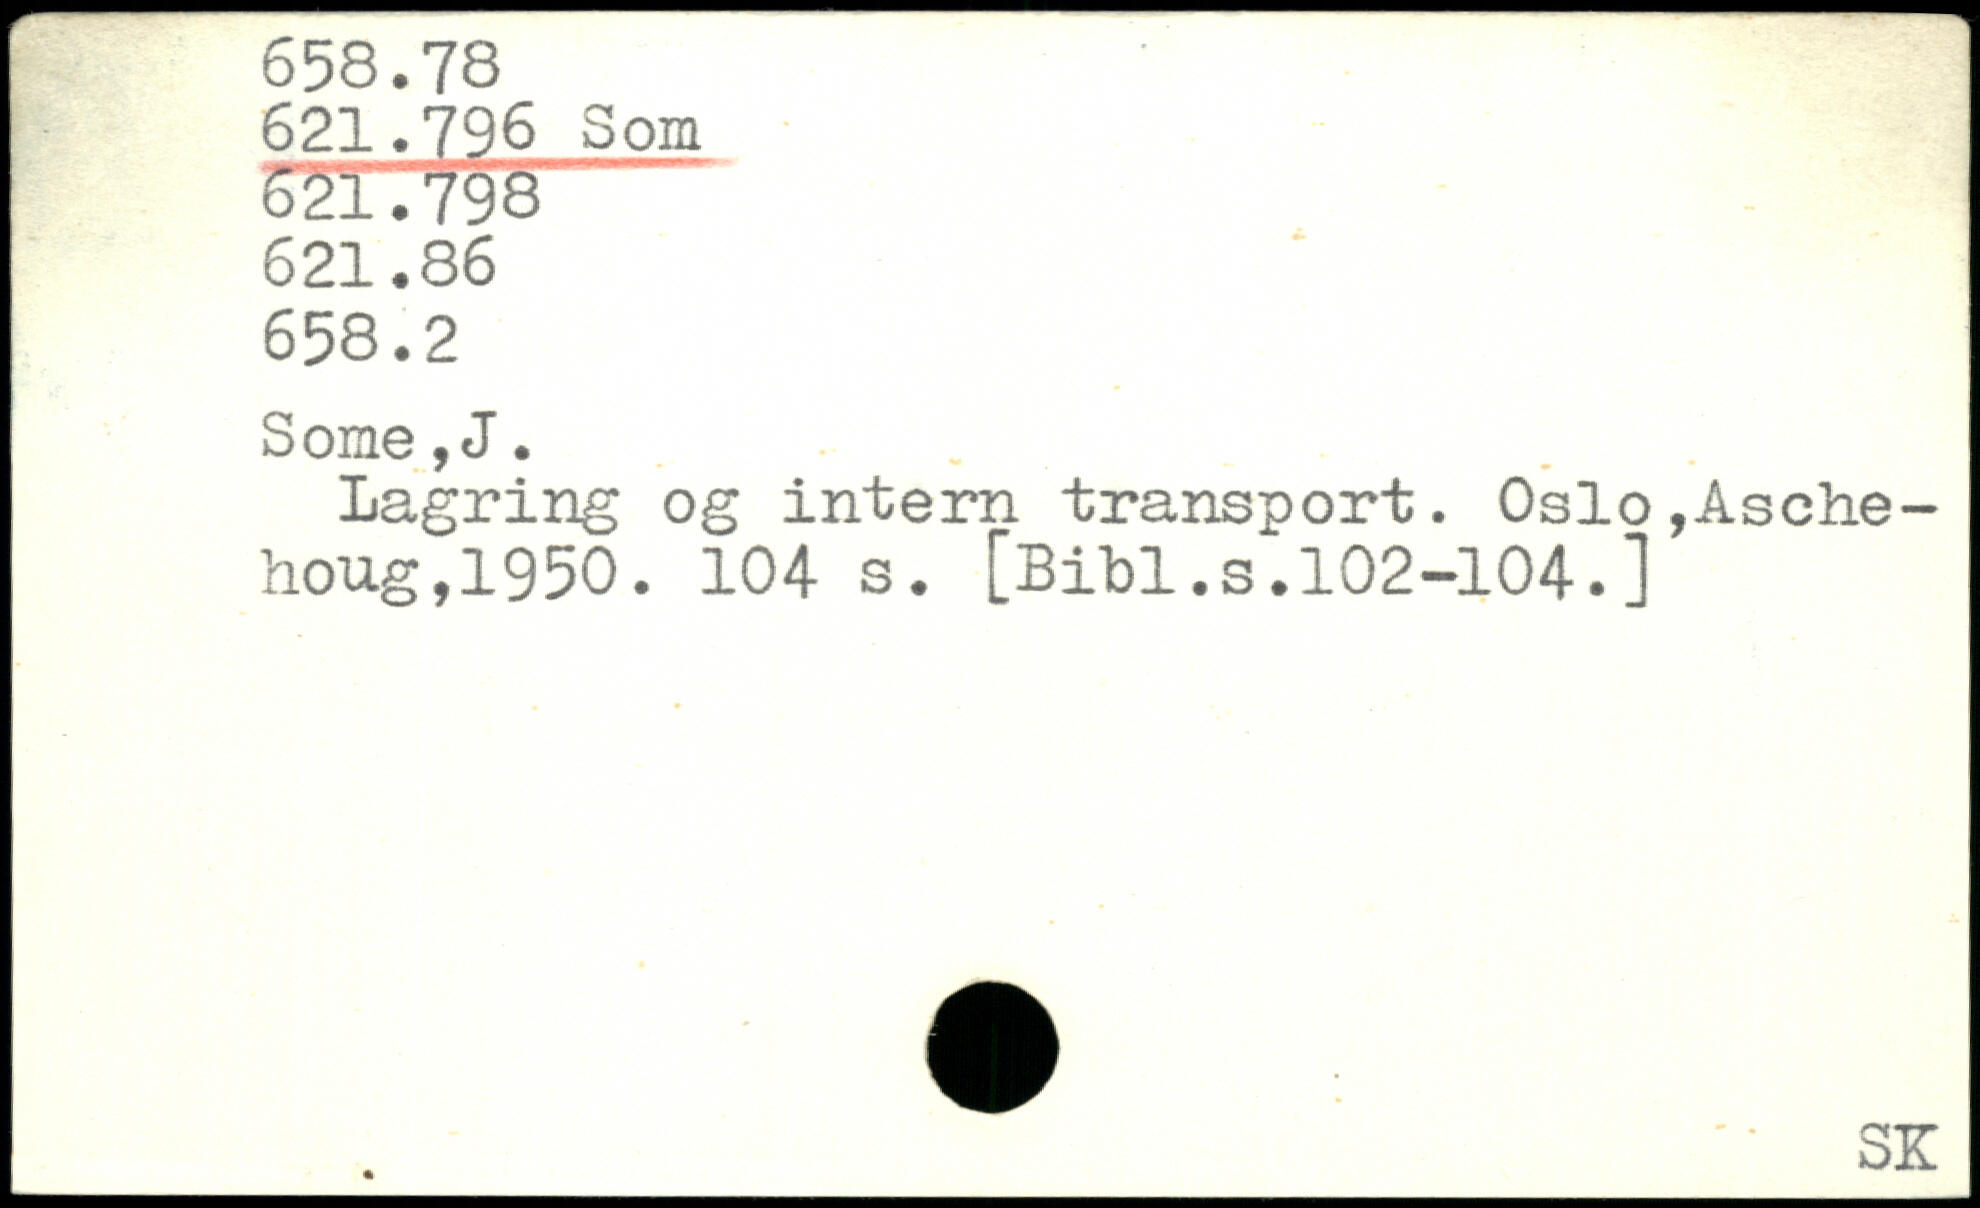 658.78
621.796 Som
621.798
621.86
658.2
Some,J.
Lagring og intern transport. Oslo,Asche-
houg,1950. 104 s. [Bibl.s.102-104.]
SK